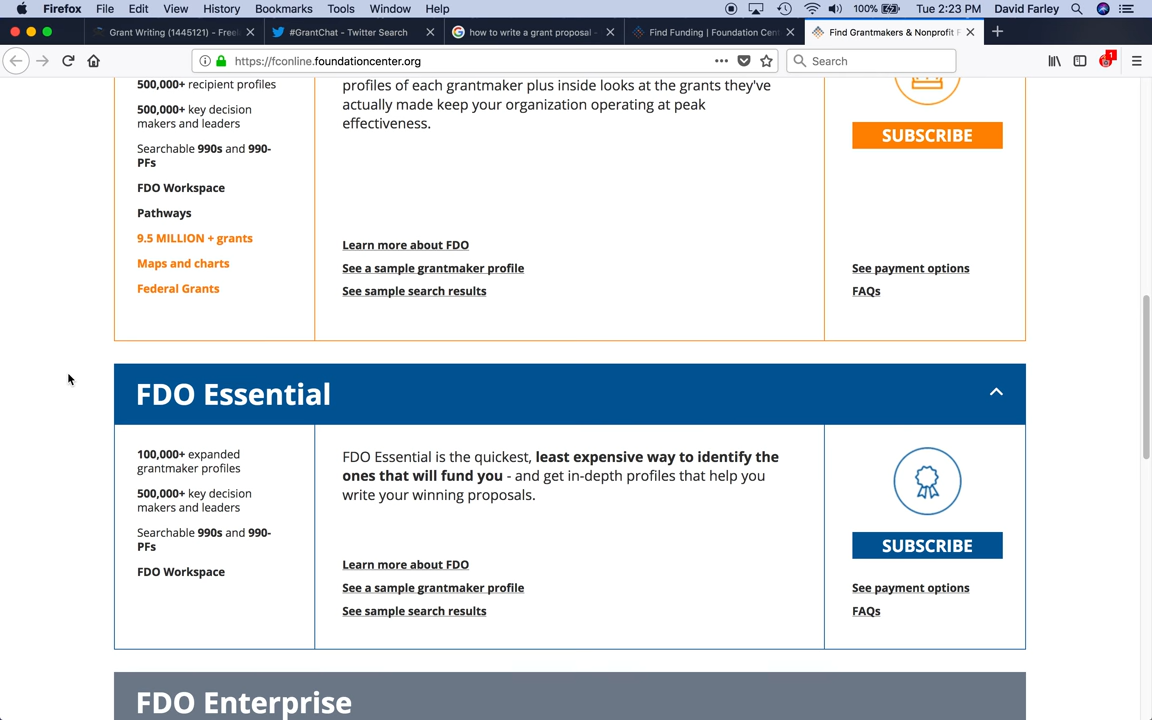 Firefox File Edit View History Bookmarks Tools Window Help 100% Tue 2:23 PM David Farley
Grant Writing (1445121) - Free
#GrantChat - Twitter Search
how to write a grant proposal -
Find Funding | Foundation Cen
Find Grantmakers & Nonprofit F
https://fconline.foundationcenter.org
Search
1
500,000+ recipient profiles
500,000+ key decision
makers and leaders
Searchable 990s and 990-
PFs
FDO Workspace
Pathways
9.5 MILLION + grants
Maps and charts
Federal Grants
profiles of each grantmaker plus inside looks at the grants they've
actually made keep your organization operating at peak
effectiveness.
Learn more about FDO
See a sample grantmaker profile
See sample search results
SUBSCRIBE
See payment options
FAQs
FDO Essential
100,000+ expanded
grantmaker profiles
500,000+ key decision
makers and leaders
Searchable 990s and 990-
PFs
FDO Workspace
FDO Essential is the quickest, least expensive way to identify the
ones that will fund you - and get in-depth profiles that help you
write your winning proposals.
Learn more about FDO
See a sample grantmaker profile
See sample search results
SUBSCRIBE
See payment options
FAQs
FDO Enterprise